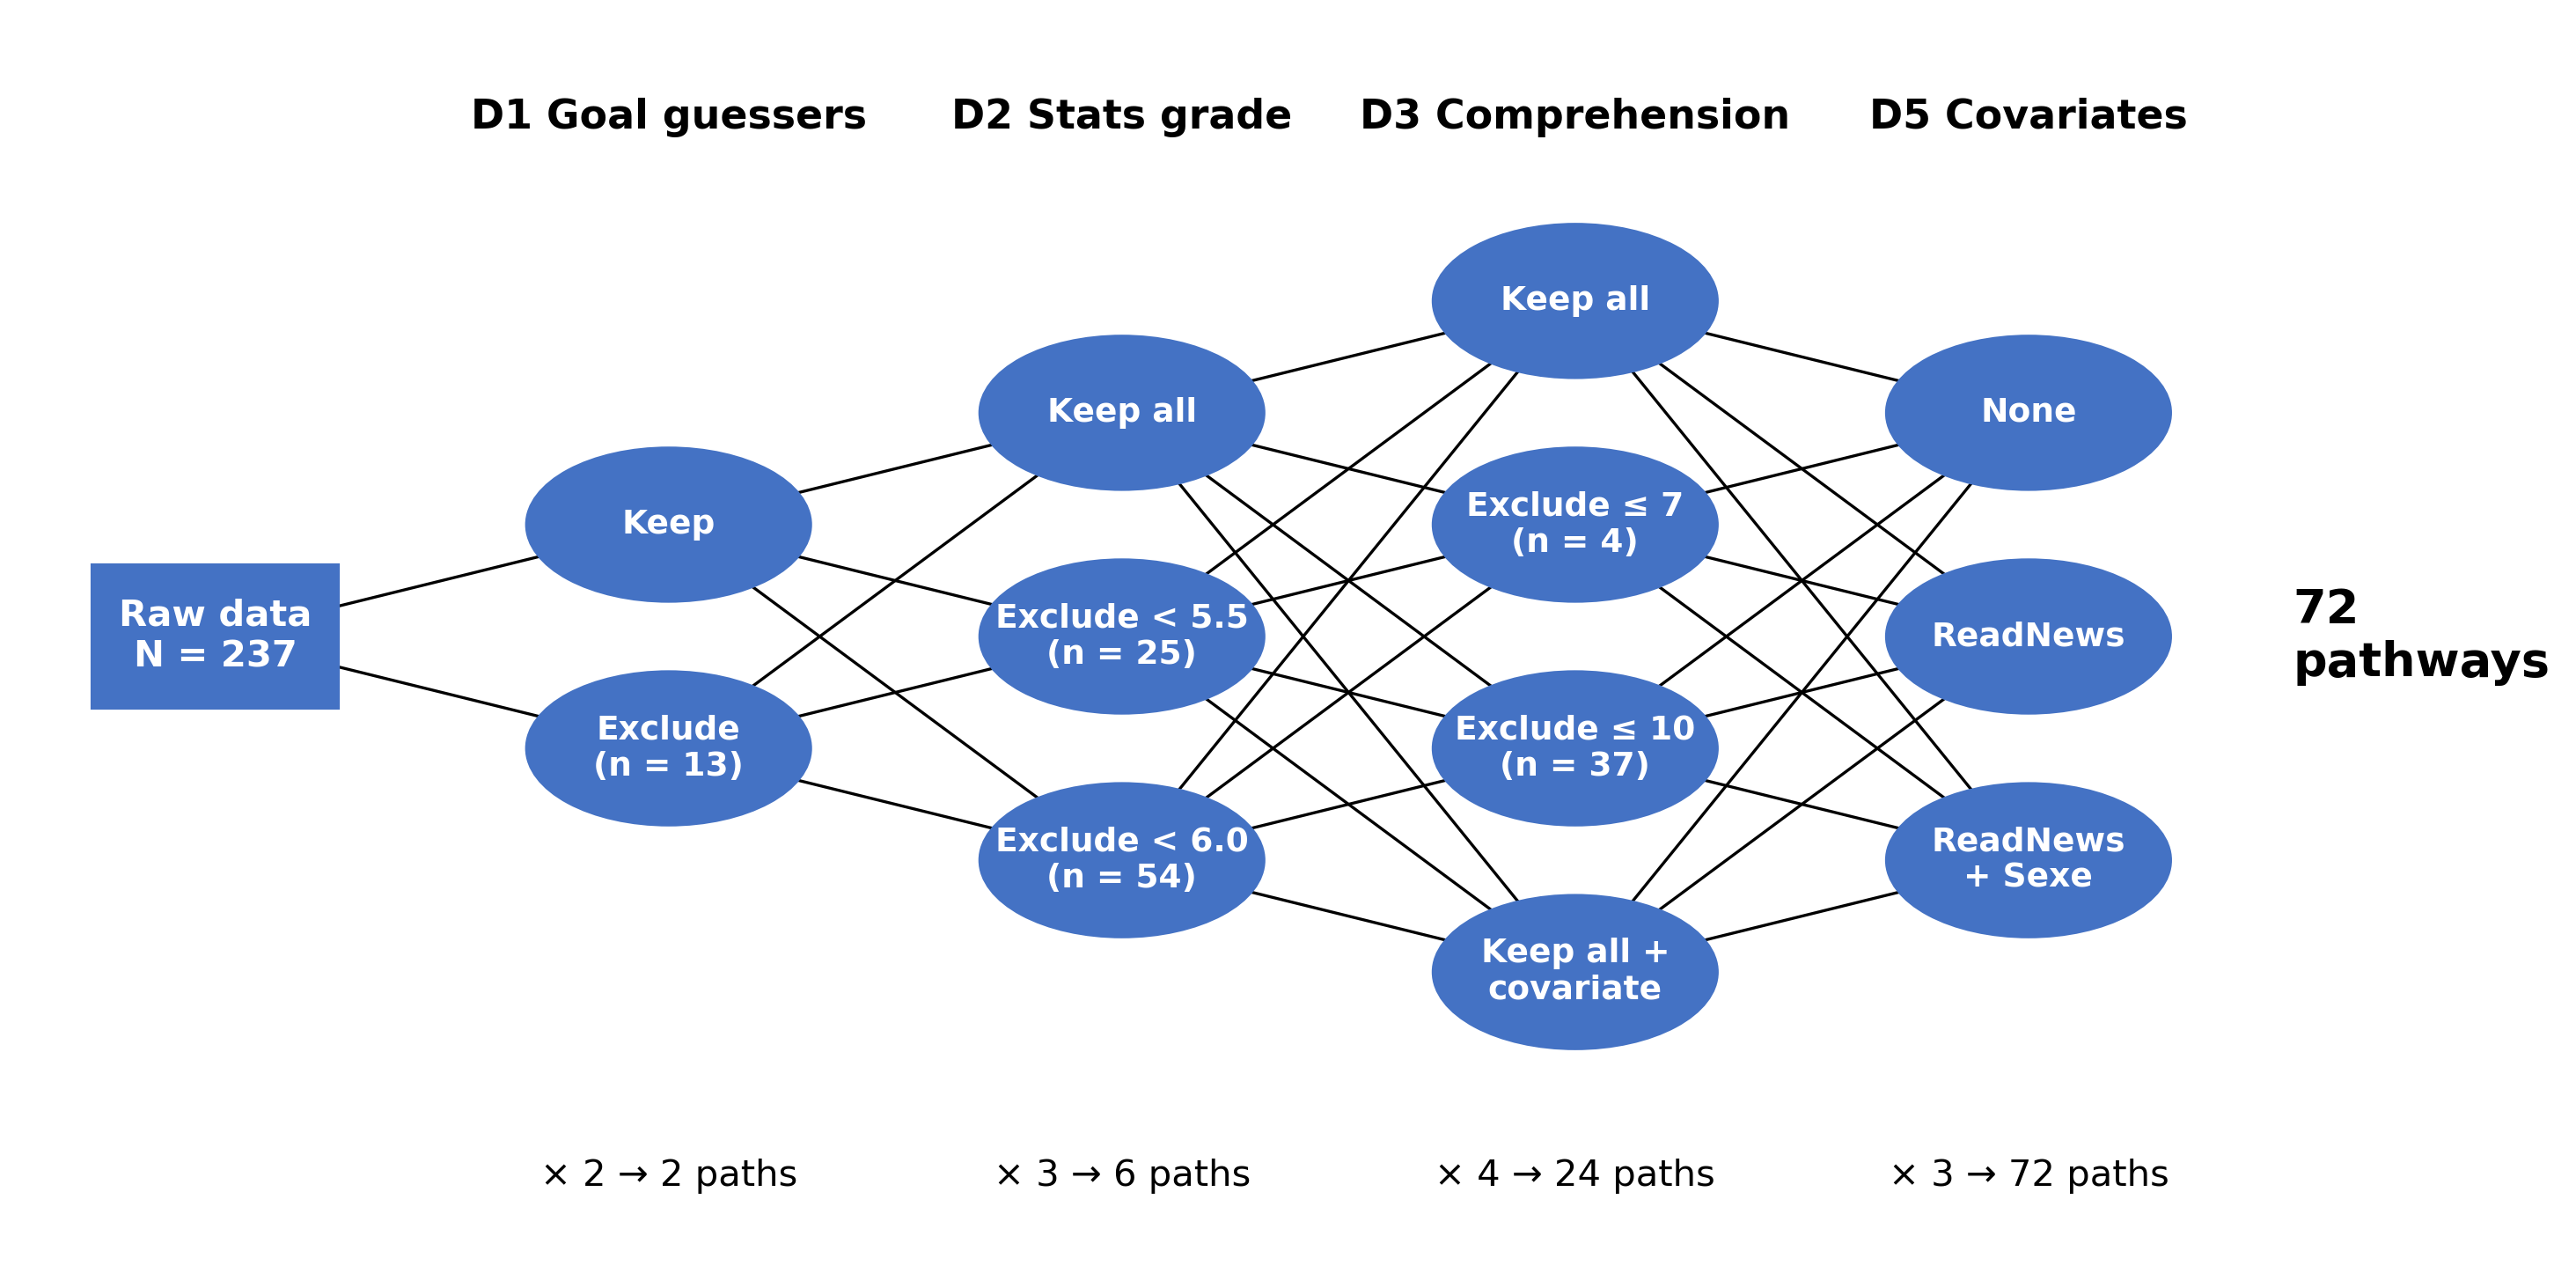 D1 Goal guessers
D2 Stats grade
D3 Comprehension
D5 Covariates
Raw data
N = 237
Keep
Exclude
(n = 13)
Keep all
Exclude < 5.5
(n = 25)
Exclude < 6.0
(n = 54)
Keep all
Exclude ≤ 7
(n = 4)
Exclude ≤ 10
(n = 37)
Keep all +
covariate
None
ReadNews
ReadNews
+ Sexe
72
pathways
× 2 → 2 paths
× 3 → 6 paths
× 4 → 24 paths
× 3 → 72 paths